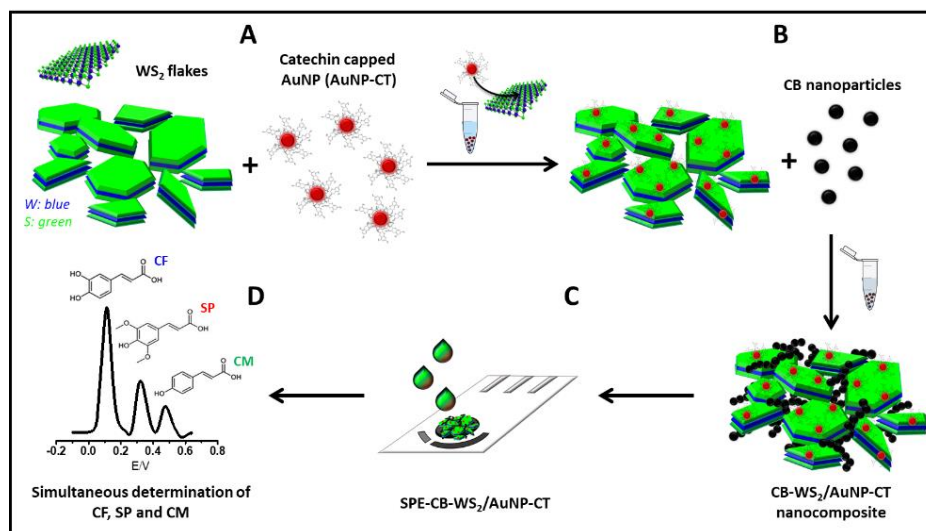 A
B
WS₂ flakes
Catechin capped
AuNP (AuNP-CT)
CB nanoparticles
+
+
W: blue
S: green
CF
HO
HO
O
OH
D
C
SP
O
HO
O
O
OH
CM
HO
O
OH
-0.2 0.0 0.2 0.4 0.6 0.8
E/V
Simultaneous determination of
CF, SP and CM
SPE-CB-WS₂/AuNP-CT
CB-WS₂/AuNP-CT
nanocomposite